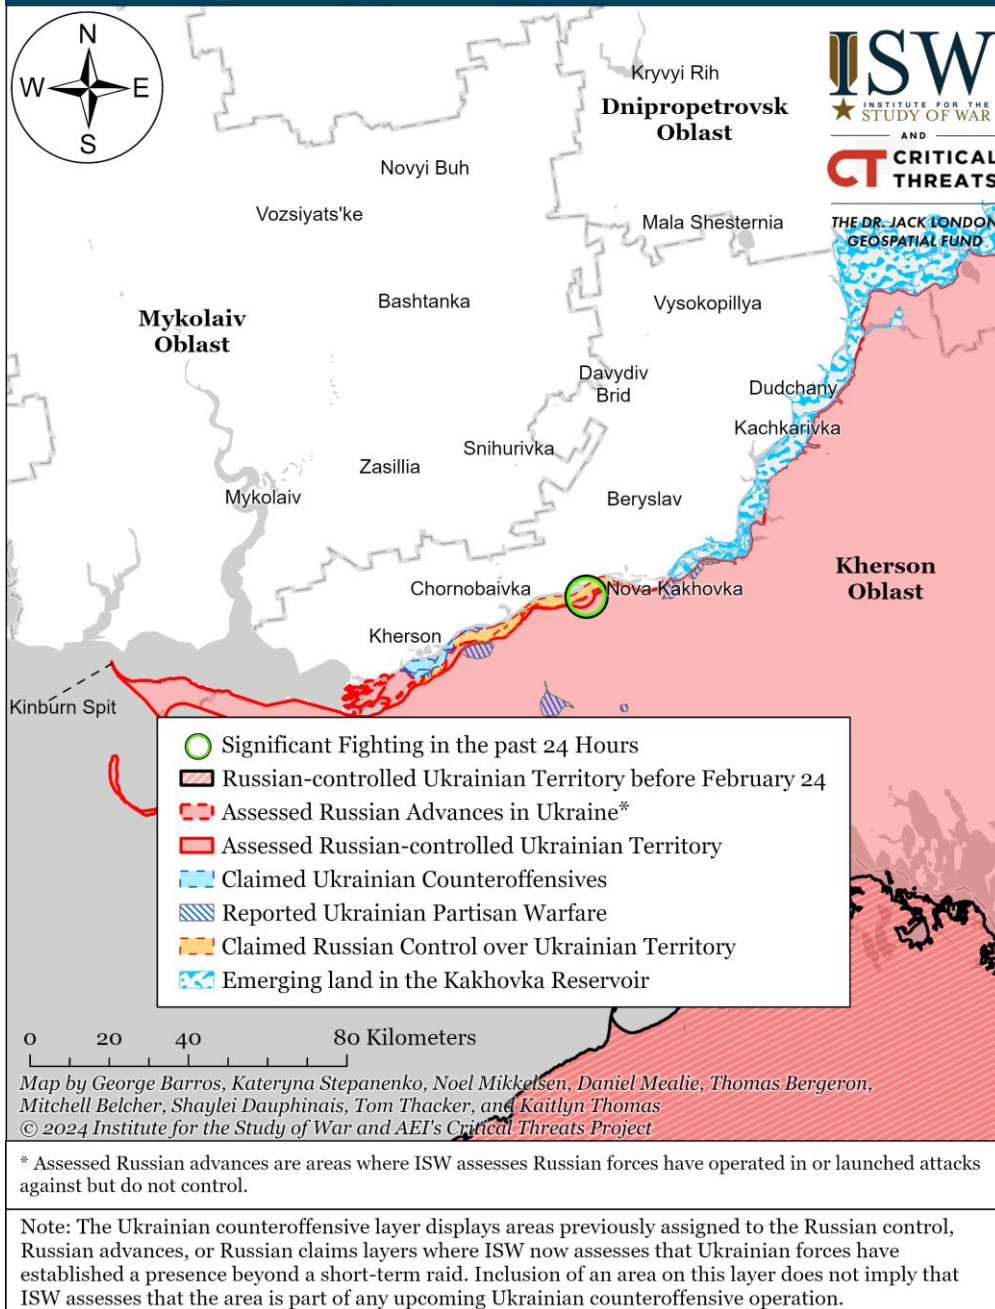 N
W
E
S
ISW
INSTITUTE FOR THE
STUDY OF WAR
AND
CT CRITICAL
THREATS
THE DR. JACK LONDON
GEOSPATIAL FUND
Kryvyi Rih
Dnipropetrovsk
Oblast
Novyi Buh
Vozsiyats'ke
Mala Shesternia
Bashtanka
Vysokopillya
Mykolaiv
Oblast
Davydiv
Brid
Dudchany
Kachkarivka
Snihurivka
Zasillia
Mykolaiv
Beryslav
Kherson
Oblast
Chornobaivka
Nova Kakhovka
Kherson
Kinburn Spit
Significant Fighting in the past 24 Hours
Russian-controlled Ukrainian Territory before February 24
Assessed Russian Advances in Ukraine*
Assessed Russian-controlled Ukrainian Territory
Claimed Ukrainian Counteroffensives
Reported Ukrainian Partisan Warfare
Claimed Russian Control over Ukrainian Territory
Emerging land in the Kakhovka Reservoir
0 20 40 80 Kilometers
Map by George Barros, Kateryna Stepanenko, Noel Mikkelsen, Daniel Mealie, Thomas Bergeron,
Mitchell Belcher, Shaylei Dauphinais, Tom Thacker, and Kaitlyn Thomas
© 2024 Institute for the Study of War and AEI's Critical Threats Project
* Assessed Russian advances are areas where ISW assesses Russian forces have operated in or launched attacks
against but do not control.
Note: The Ukrainian counteroffensive layer displays areas previously assigned to the Russian control,
Russian advances, or Russian claims layers where ISW now assesses that Ukrainian forces have
established a presence beyond a short-term raid. Inclusion of an area on this layer does not imply that
ISW assesses that the area is part of any upcoming Ukrainian counteroffensive operation.